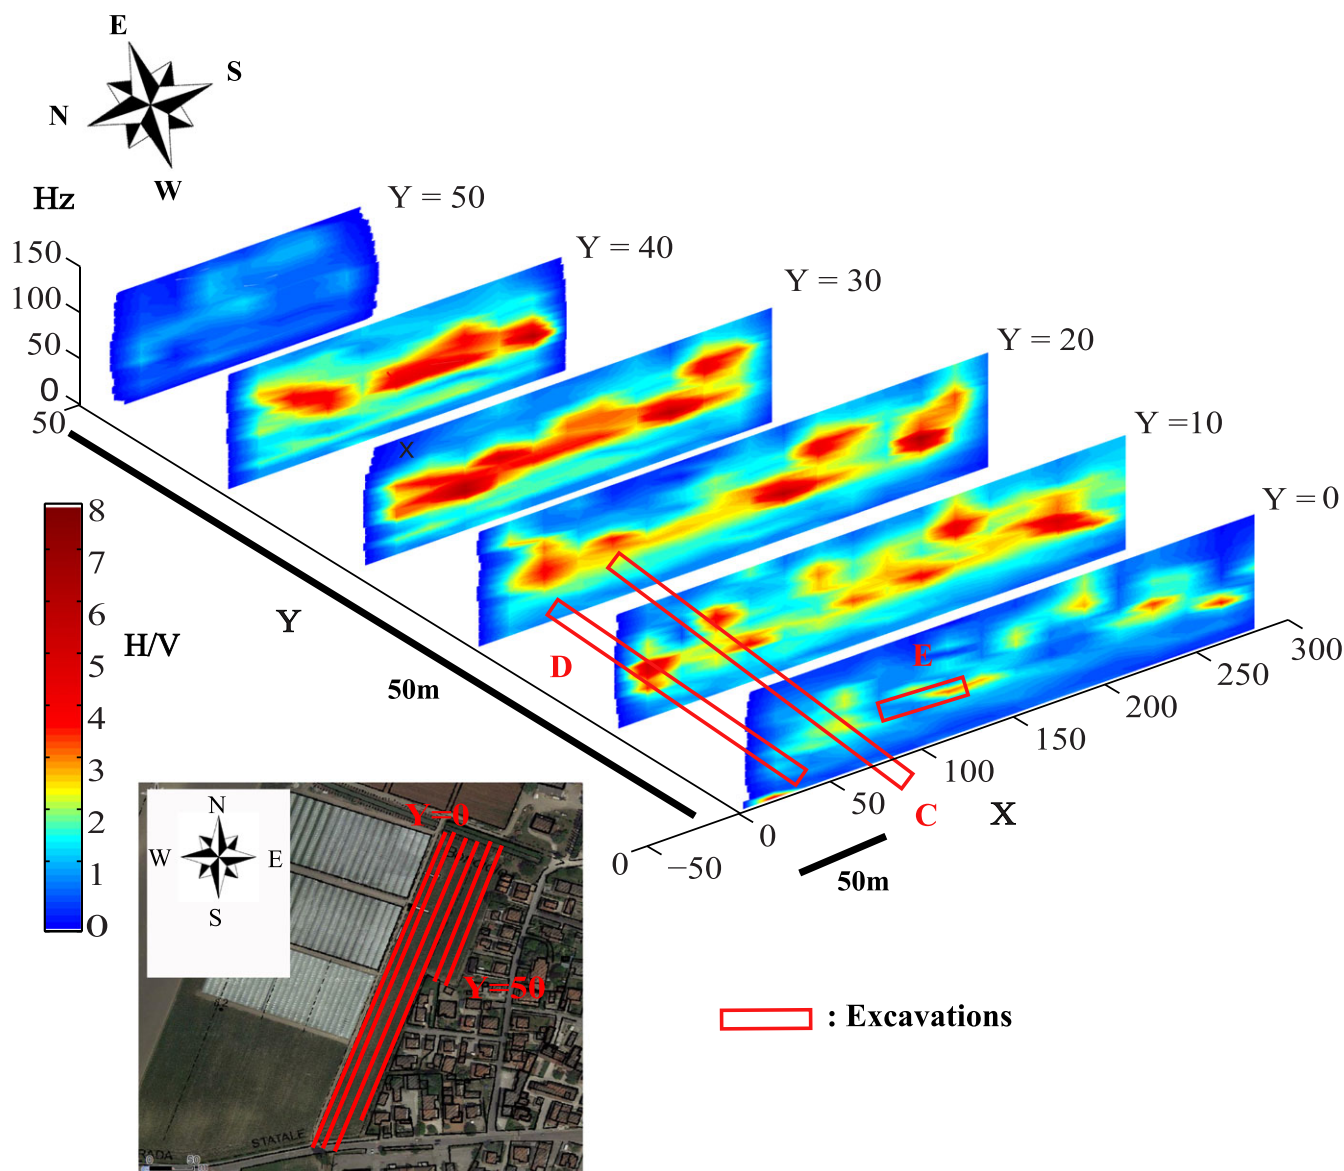 E
S
N
W
Hz
150
100
50
0
50
Y = 50
Y = 40
Y = 30
Y = 20
Y =10
Y = 0
X
Y
50m
D
E
C
300
250
200
150
100
50
0
−50
0
X
50m
H/V
8
7
6
5
4
3
2
1
O
Y=0
Y=50
N
W
E
S
STATALE
RADA
: Excavations